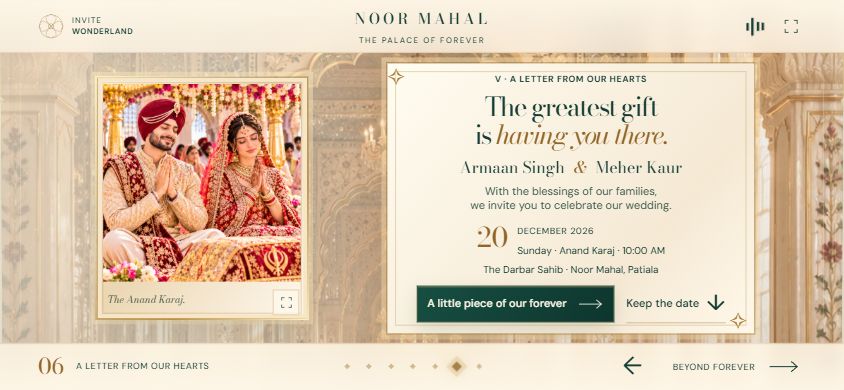 INVITE
WONDERLAND
NOOR MAHAL
THE PALACE OF FOREVER
The Anand Karaj.
V · A LETTER FROM OUR HEARTS
The greatest gift
is having you there.
Armaan Singh & Meher Kaur
With the blessings of our families,
we invite you to celebrate our wedding.
20 DECEMBER 2026
Sunday · Anand Karaj · 10:00 AM
The Darbar Sahib · Noor Mahal, Patiala
A little piece of our forever
Keep the date
06 A LETTER FROM OUR HEARTS
BEYOND FOREVER